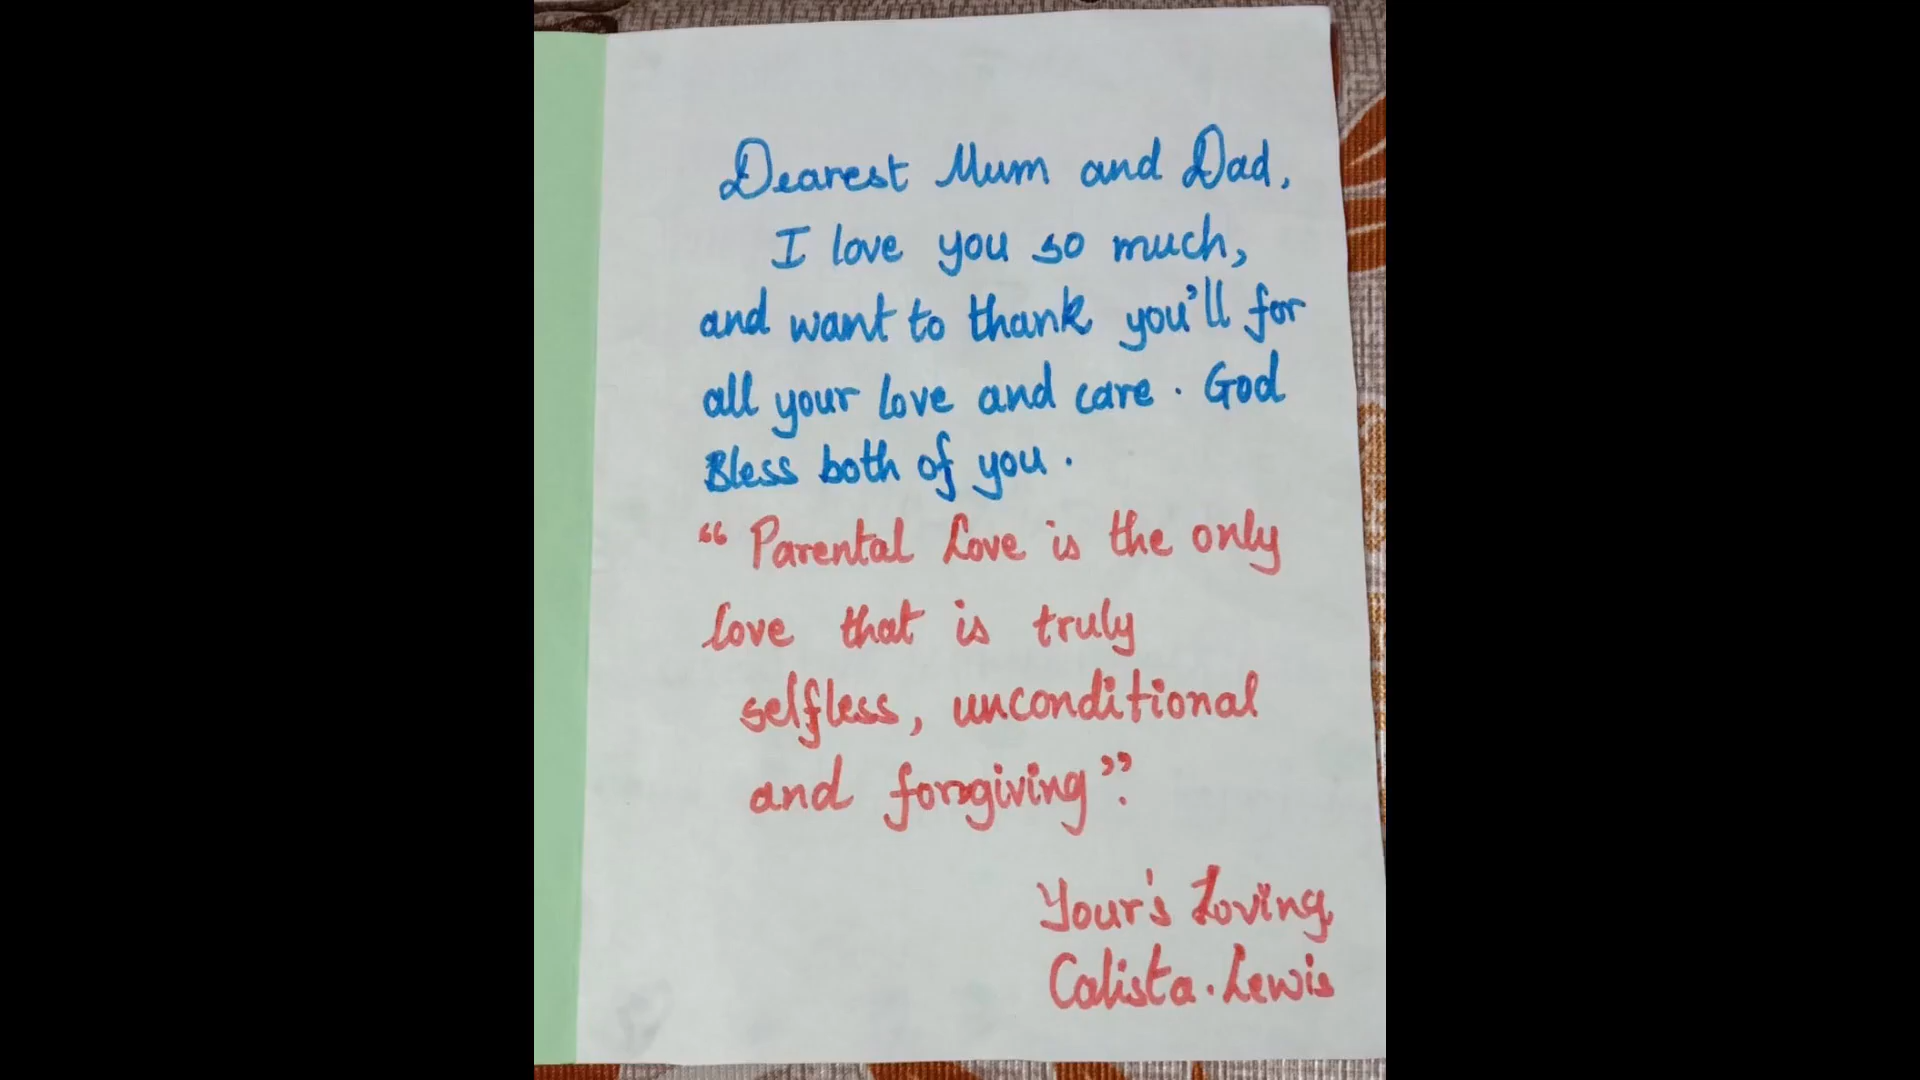 Dearest Mum and Dad,
I love you so much,
and want to thank you'll for
all your love and care. God
Bless both of you.
“Parental Love is the only
love that is truly
selfless, unconditional
and forgiving”.
Your's Loving,
Calista.Lewis